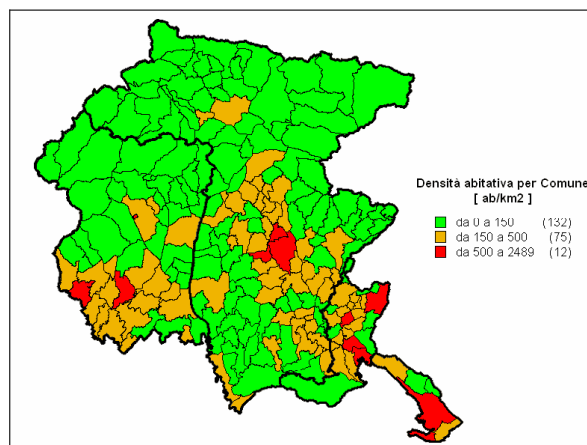 Densità abitativa per Comune
[ ab/km2 ]
da 0 a 150 (132)
da 150 a 500 (75)
da 500 a 2489 (12)